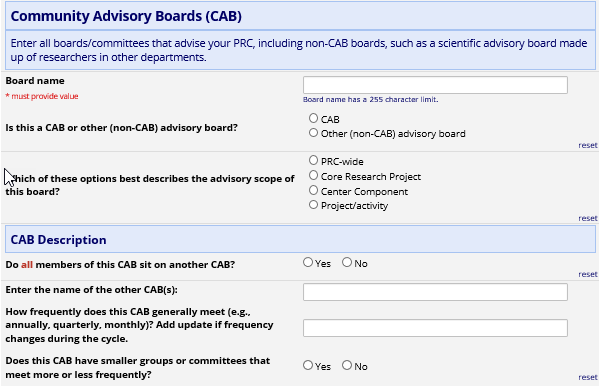 Community Advisory Boards (CAB)
Enter all boards/committees that advise your PRC, including non-CAB boards, such as a scientific advisory board made
up of researchers in other departments.
Board name
* must provide value
Board name has a 255 character limit.
Is this a CAB or other (non-CAB) advisory board?
CAB
Other (non-CAB) advisory board
reset
hich of these options best describes the advisory scope of
this board?
PRC-wide
Core Research Project
Center Component
Project/activity
reset
CAB Description
Do all members of this CAB sit on another CAB?
Yes No
reset
Enter the name of the other CAB(s):
How frequently does this CAB generally meet (e.g.,
annually, quarterly, monthly)? Add update if frequency
changes during the cycle.
Does this CAB have smaller groups or committees that
meet more or less frequently?
Yes No
reset